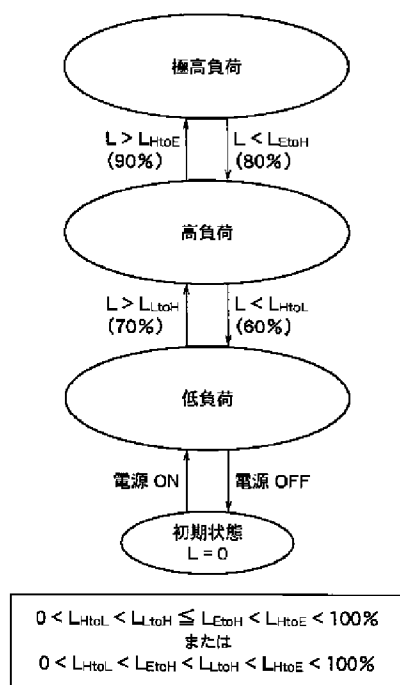 極高負荷
L > LHtoE
(90%)
L < LEtoH
(80%)
高負荷
L > LLtoH
(70%)
L < LHtoL
(60%)
低負荷
電源 ON
電源 OFF
初期状態
L = 0
0 < LHtoL < LLtoH ≦ LEtoH < LHtoE < 100%
または
0 < LHtoL < LEtoH < LLtoH < LHtoE < 100%